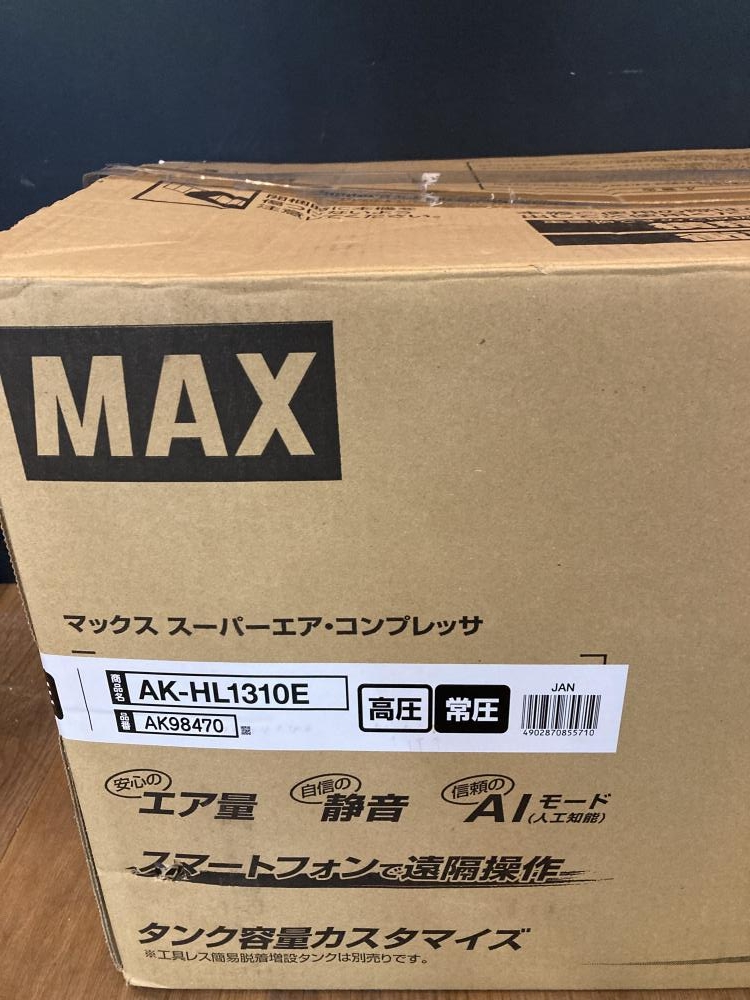 MAX
マックス スーパーエア・コンプレッサ
商品名 AK-HL1310E
高圧 常圧
JAN
品番 AK98470
4902870855710
安心の エア量 自信の 静音 信頼の AIモード
(人工知能)
スマートフォンで遠隔操作
タンク容量カスタマイズ
※工具レス簡易脱着増設タンクは別売りです。